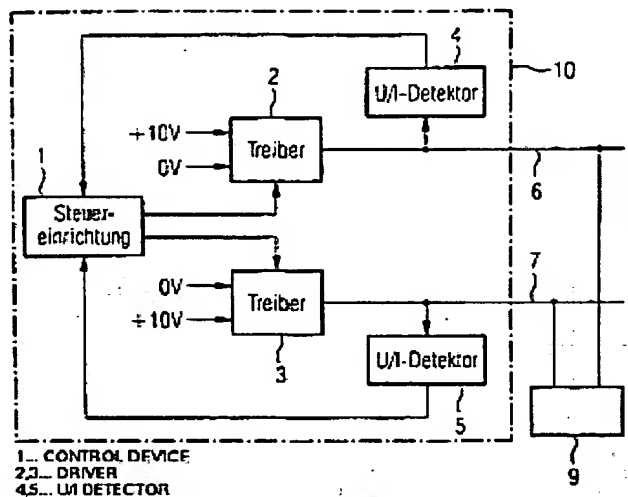 4
10
2
U/I-Detektor
+10V
Treiber
0V
1
6
Steuer-
einrichtung
7
0V
Treiber
+10V
3
U/I-Detektor
5
9
1... CONTROL DEVICE
2,3... DRIVER
4,5... U/I DETECTOR